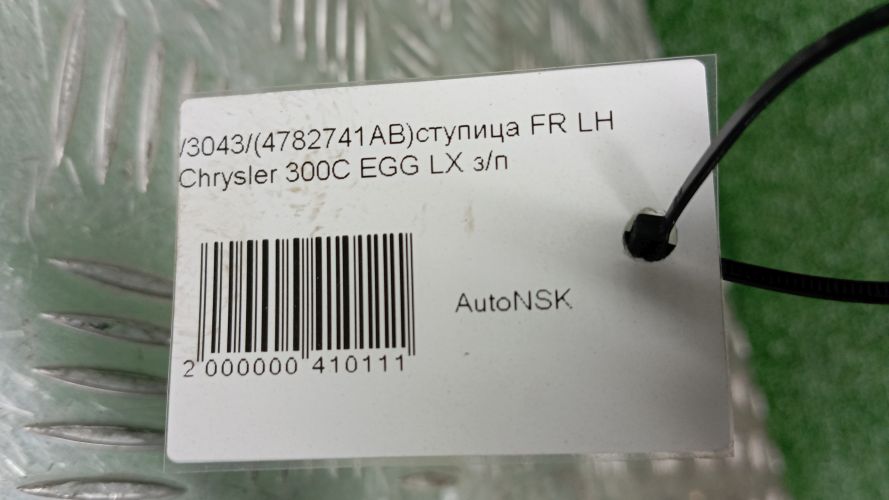 /3043/(4782741AB)ступица FR LH
Chrysler 300C EGG LX з/п
AutoNSK
2 000000 410111